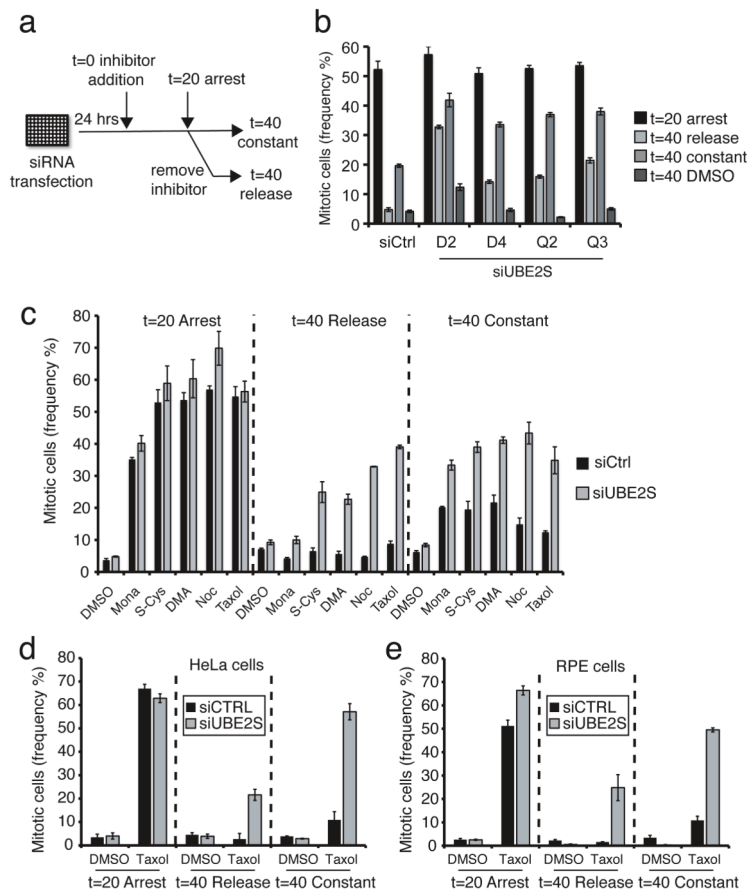 a
t=0 inhibitor
addition
t=20 arrest
24 hrs
siRNA
transfection
remove
inhibitor
t=40
constant
t=40
release
b
Mitotic cells (frequency %)
60
50
40
30
20
10
0
siCtrl D2 D4 Q2 Q3
siUBE2S
t=20 arrest
t=40 release
t=40 constant
t=40 DMSO
c
Mitotic cells (frequency %)
80
70
60
50
40
30
20
10
0
t=20 Arrest t=40 Release t=40 Constant
DMSO Mona S-Cys DMA Noc Taxol DMSO Mona S-Cys DMA Noc Taxol DMSO Mona S-Cys DMA Noc Taxol
siCtrl
siUBE2S
d
HeLa cells
Mitotic cells (frequency %)
80
70
60
50
40
30
20
10
0
siCTRL
siUBE2S
DMSO Taxol DMSO Taxol DMSO Taxol
t=20 Arrest t=40 Release t=40 Constant
e
RPE cells
Mitotic cells (frequency %)
80
70
60
50
40
30
20
10
0
siCTRL
siUBE2S
DMSO Taxol DMSO Taxol DMSO Taxol
t=20 Arrest t=40 Release t=40 Constant